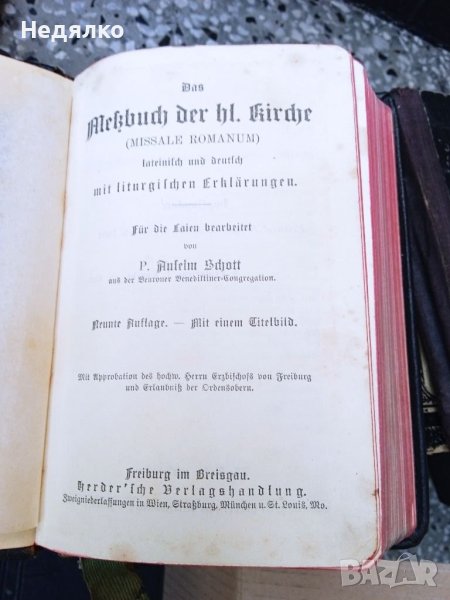 Недялко
Das
Meßbuch der hl. Kirche
(MISSALE ROMANUM)
lateinisch und deutsch
mit liturgischen Erklärungen.
Für die Laien bearbeitet
von
P. Anselm Schott
aus der Beuroner Benediktiner-Congregation.
Neunte Auflage. — Mit einem Titelbild.
Mit Approbation des hochw. Herrn Erzbischofs von Freiburg
und Erlaubniß der Ordensobern.
Freiburg im Breisgau.
Herder'sche Verlagshandlung.
Zweigniederlassungen in Wien, Straßburg, München u. St. Louis, Mo.
BAZAR.BG